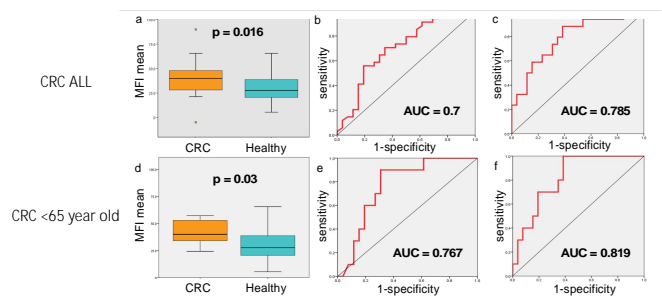 a
b
c
p = 0.016
MFI mean
CRC ALL
CRC
Healthy
sensitivity
AUC = 0.7
1-specificity
sensitivity
AUC = 0.785
1-specificity
d
e
f
p = 0.03
MFI mean
CRC <65 year old
CRC
Healthy
sensitivity
AUC = 0.767
1-specificity
sensitivity
AUC = 0.819
1-specificity